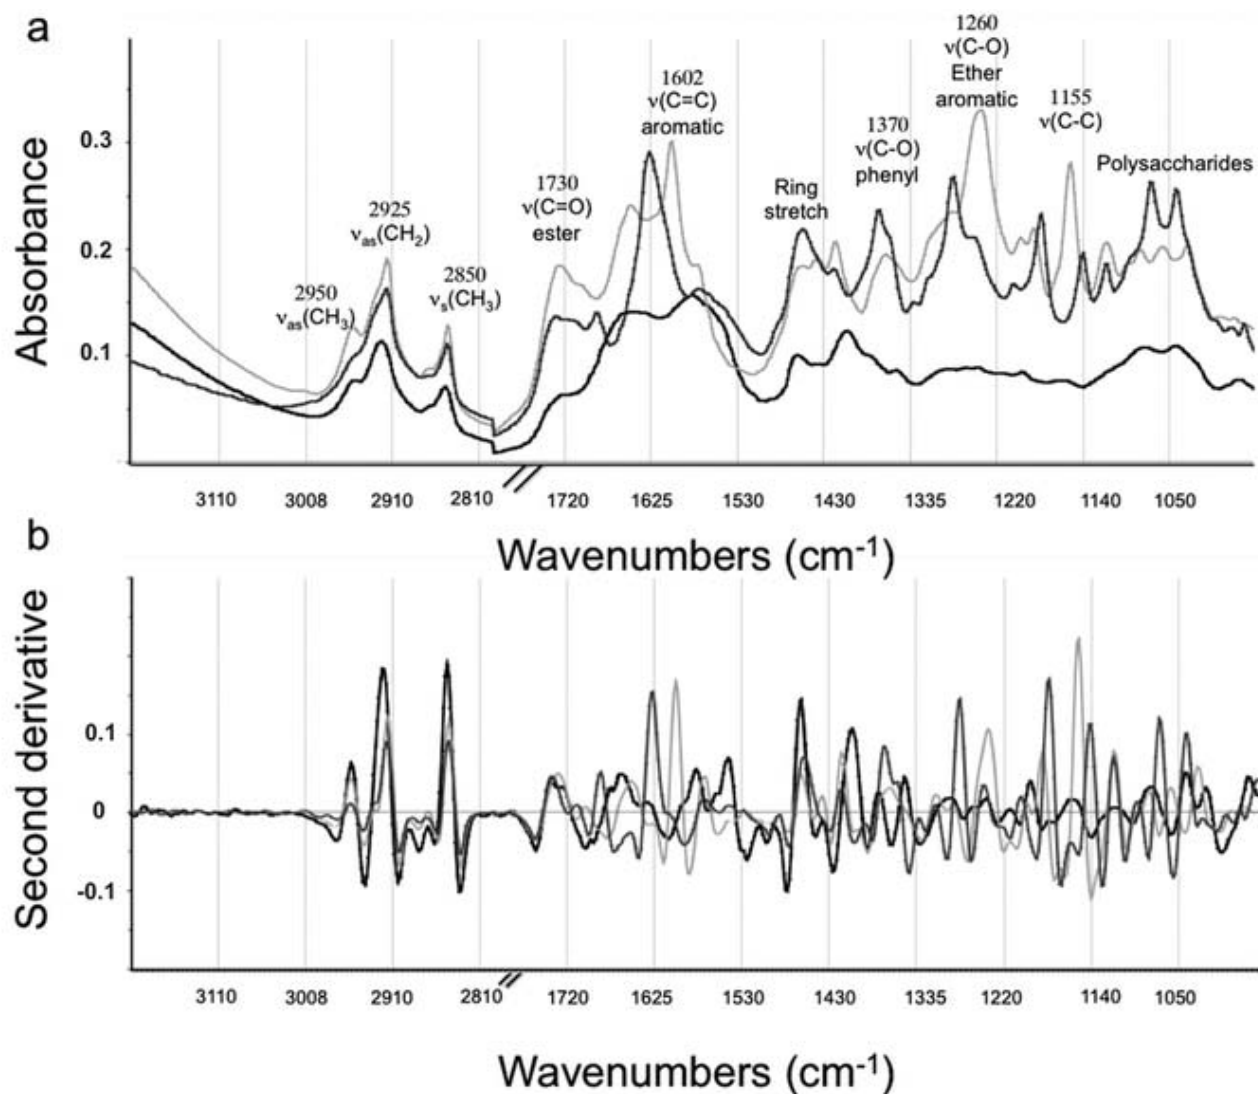 a
1260
ν(C-O)
Ether
aromatic
1602
ν(C=C)
aromatic
1155
ν(C-C)
1370
ν(C-O)
phenyl
Polysaccharides
Ring
stretch
1730
ν(C=O)
ester
2925
νas(CH2)
2950
νas(CH3)
2850
νs(CH3)
Absorbance
0.3
0.2
0.1
3110 3008 2910 2810 1720 1625 1530 1430 1335 1220 1140 1050
Wavenumbers (cm-1)
b
Second derivative
0.1
0
-0.1
3110 3008 2910 2810 1720 1625 1530 1430 1335 1220 1140 1050
Wavenumbers (cm-1)